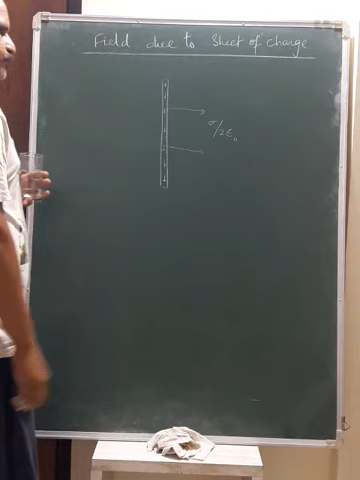 Field due to Sheet of charge
σ/2ε₀